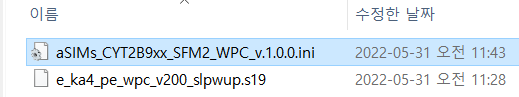 이름 수정한 날짜
aSIMs_CYT2B9xx_SFM2_WPC_v.1.0.0.ini 2022-05-31 오전 11:43
e_ka4_pe_wpc_v200_slpwup.s19 2022-05-31 오전 11:28